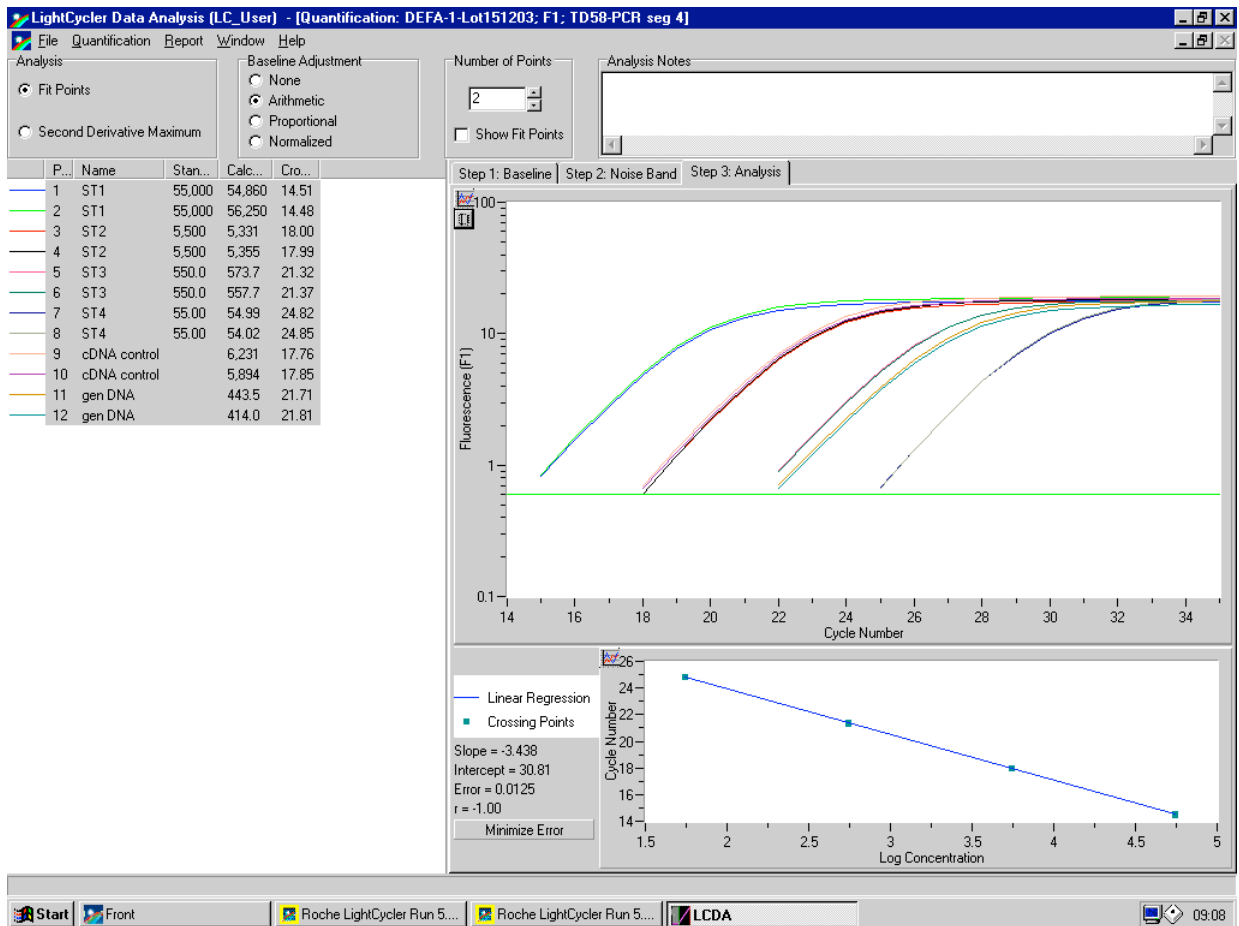 LightCycler Data Analysis (LC_User) - [Quantification: DEFA-1-Lot151203; F1; TD58-PCR seg 4]
File Quantification Report Window Help
Analysis
Fit Points
Second Derivative Maximum
Baseline Adjustment
None
Arithmetic
Proportional
Normalized
Number of Points
2
Show Fit Points
Analysis Notes
P... Name Stan... Calc... Cro...
1 ST1 55,000 54,860 14.51
2 ST1 55,000 56,250 14.48
3 ST2 5,500 5,331 18.00
4 ST2 5,500 5,355 17.99
5 ST3 550.0 573.7 21.32
6 ST3 550.0 557.7 21.37
7 ST4 55.00 54.99 24.82
8 ST4 55.00 54.02 24.85
9 cDNA control 6,231 17.76
10 cDNA control 5,894 17.85
11 gen DNA 443.5 21.71
12 gen DNA 414.0 21.81
Step 1: Baseline Step 2: Noise Band Step 3: Analysis
100
10
1
0.1
Fluorescence (F1)
14 16 18 20 22 24 26 28 30 32 34
Cycle Number
Linear Regression
Crossing Points
Slope = -3.438
Intercept = 30.81
Error = 0.0125
r = -1.00
Minimize Error
26
24
22
20
18
16
14
Cycle Number
1.5 2 2.5 3 3.5 4 4.5 5
Log Concentration
Start Front Roche LightCycler Run 5.... Roche LightCycler Run 5.... LCDA 09:08